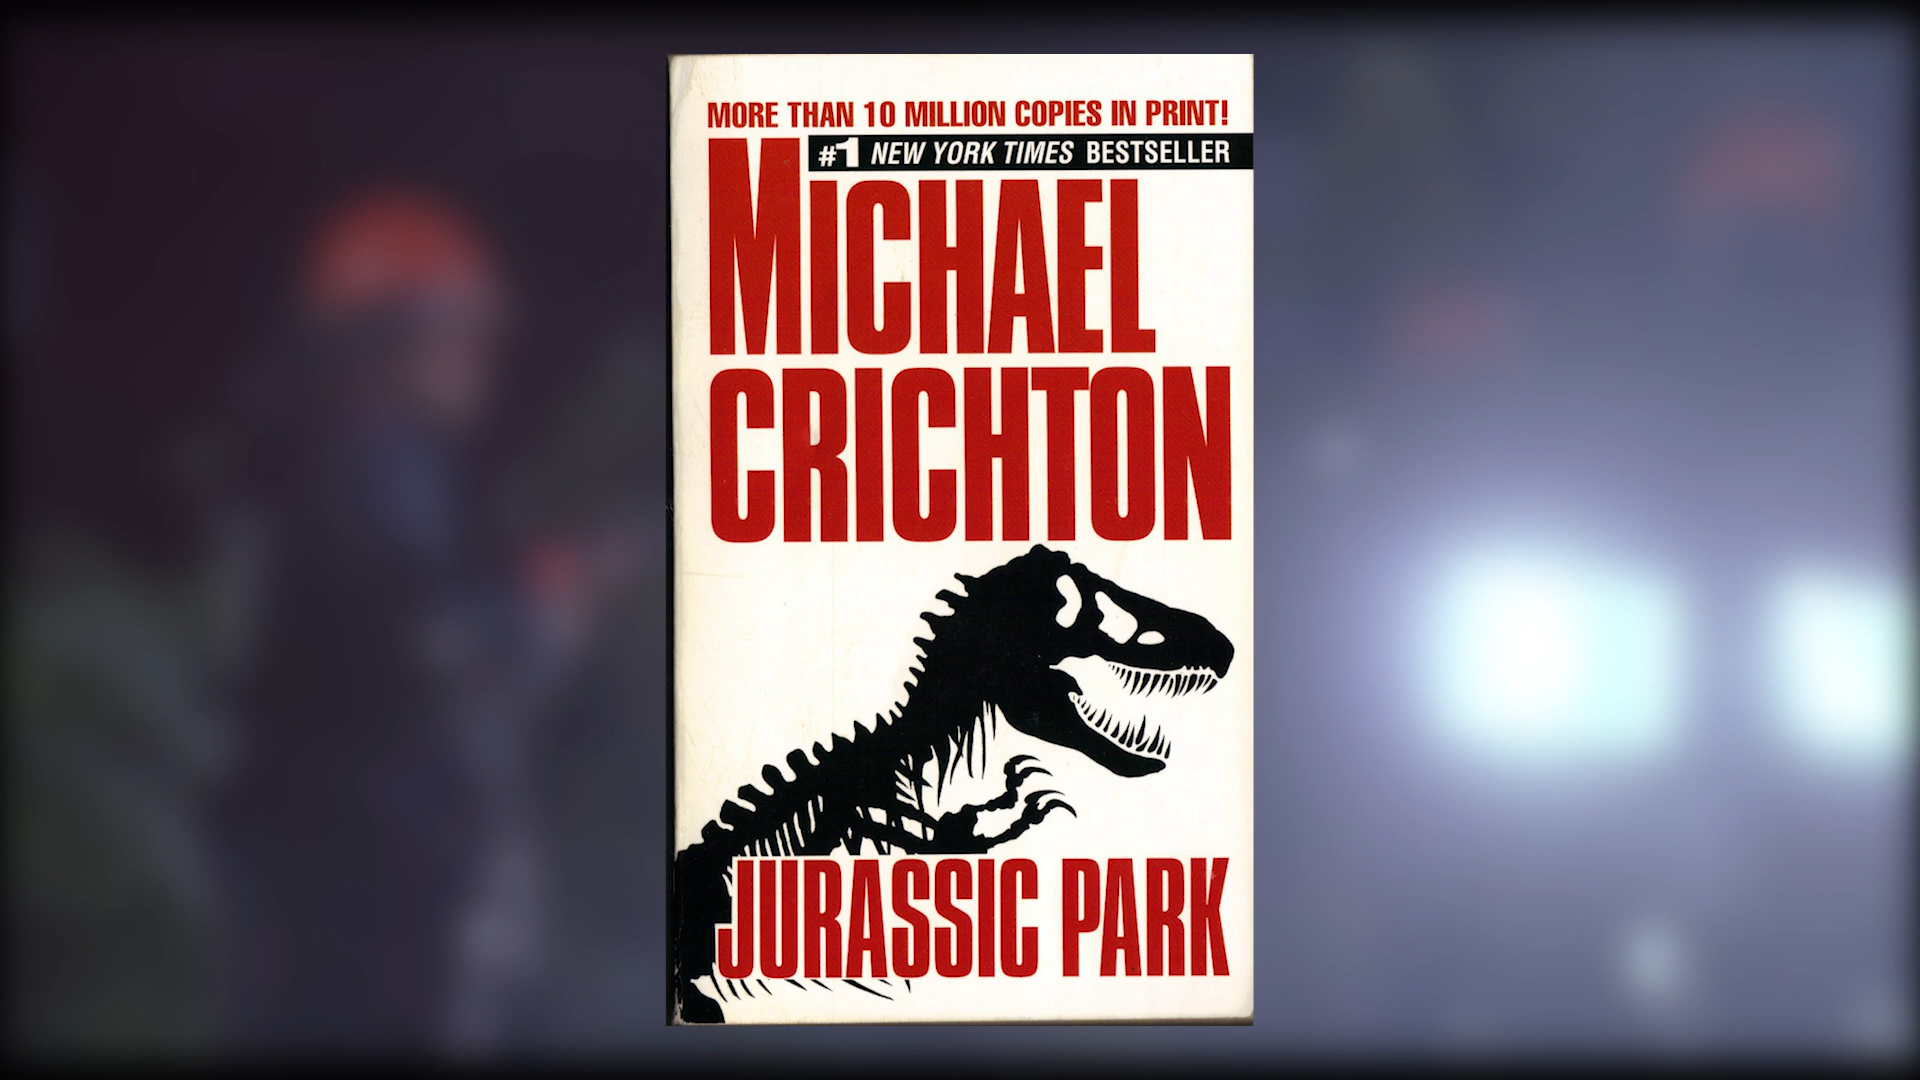 MORE THAN 10 MILLION COPIES IN PRINT!
#1 NEW YORK TIMES BESTSELLER
MICHAEL
CRICHTON
JURASSIC PARK